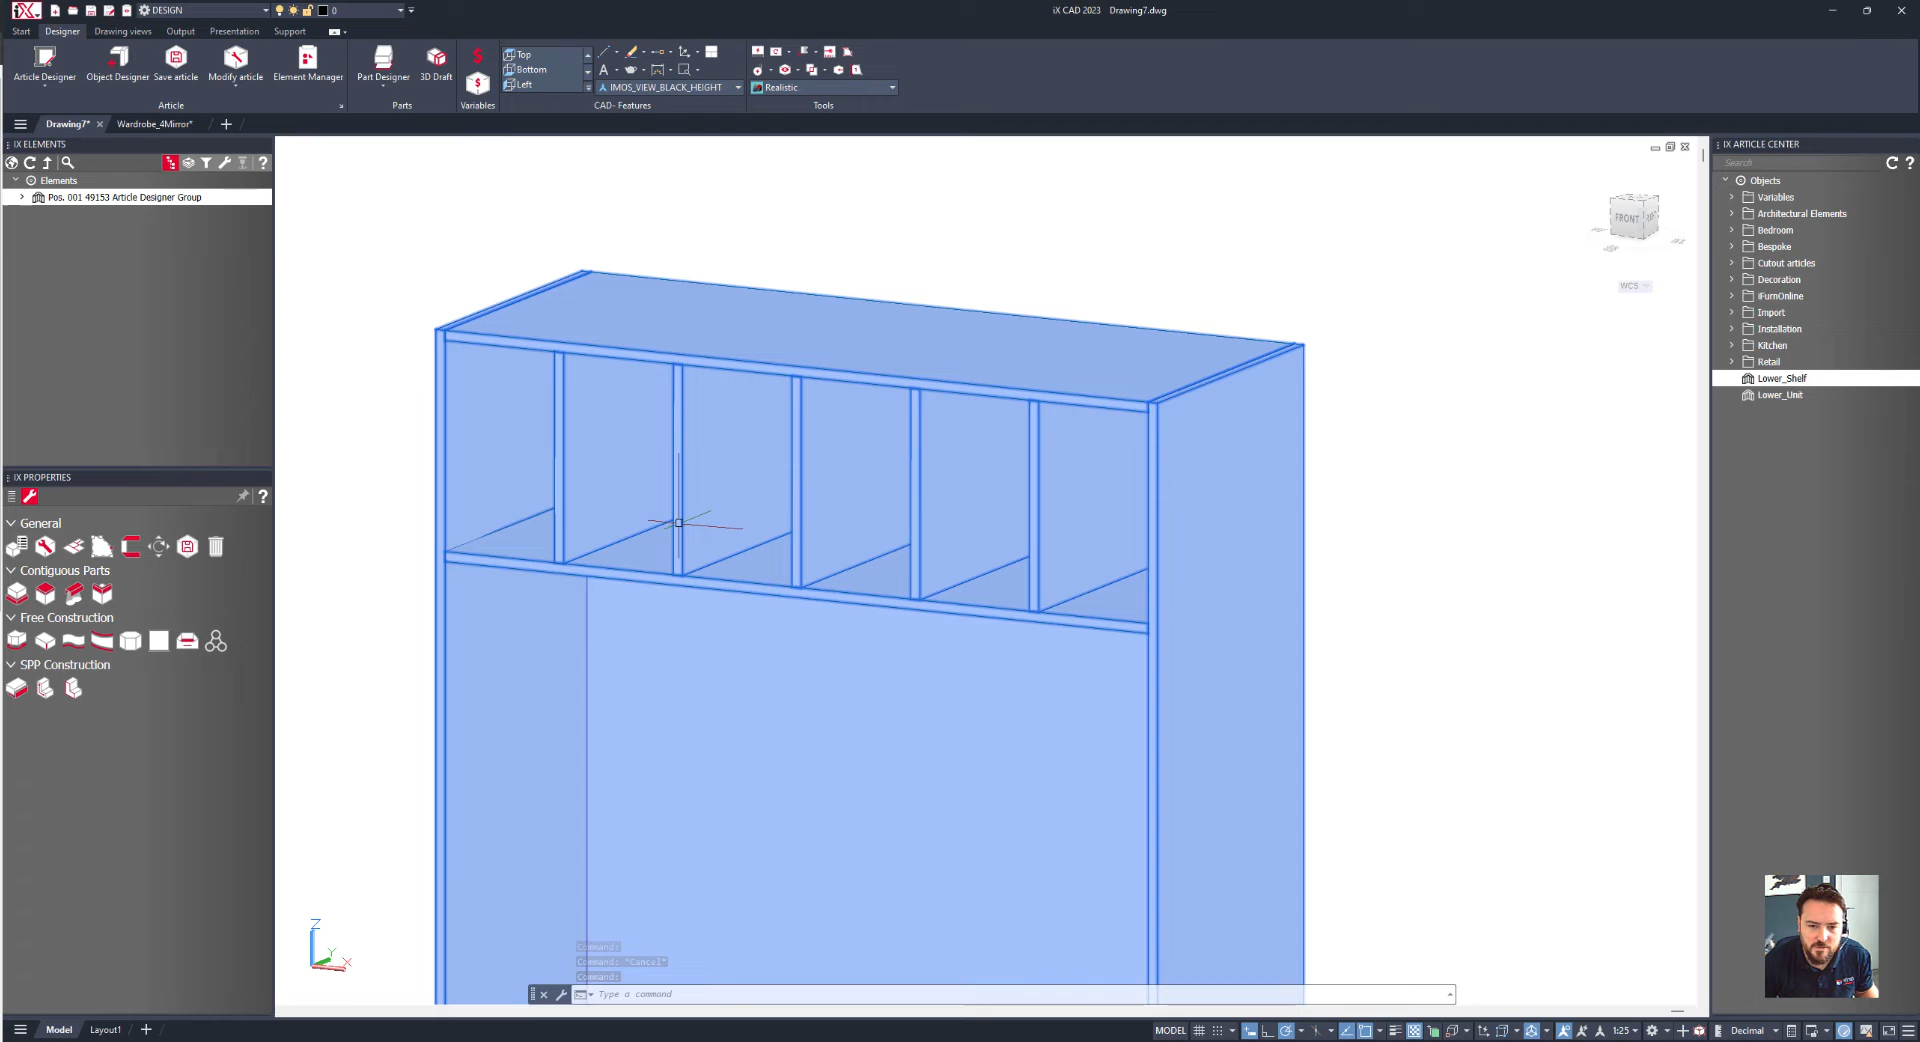 iX DESIGN 0 iX CAD 2023 Drawing7.dwg
Start Designer Drawing views Output Presentation Support
Top
Bottom
Left
Article Designer Object Designer Save article Modify article Element Manager Part Designer 3D Draft
IMOS_VIEW_BLACK_HEIGHT Realistic
Article Parts Variables CAD- Features Tools
Drawing7* Wardrobe_4Mirror*
iX ELEMENTS
Elements
Pos. 001 49153 Article Designer Group
iX PROPERTIES
General
Contiguous Parts
Free Construction
SPP Construction
FRONT
WCS
Z
Y
X
Command:
Command: *Cancel*
Command:
Type a command
iX ARTICLE CENTER
Search
Objects
Variables
Architectural Elements
Bedroom
Bespoke
Cutout articles
Decoration
iFurnOnline
Import
Installation
Kitchen
Retail
Lower_Shelf
Lower_Unit
Model Layout1 MODEL 1:25 Decimal